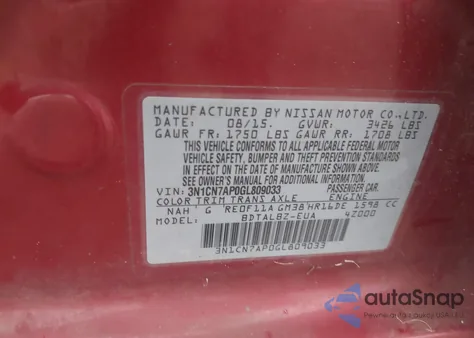 MANUFACTURED BY NISSAN MOTOR CO.,LTD.
DATE: 08/15. GVWR: 3426 LBS
GAWR FR: 1750 LBS GAWR RR: 1708 LBS
THIS VEHICLE CONFORMS TO ALL APPLICABLE FEDERAL MOTOR
VEHICLE SAFETY, BUMPER AND THEFT PREVENTION STANDARDS
IN EFFECT ON THE DATE OF MANUFACTURE SHOWN ABOVE.
SEE OWNER'S MANUAL FOR ADDITIONAL INFORMATION
VIN: 3N1CN7AP0GL809033 PASSENGER CAR
COLOR TRIM TRANS AXLE ENGINE
NAH G RE0F11A GM38 HR16DE 1598 CC
BDTALBZ-EUA 4Z000
3N1CN7AP0GL809033
autoSnap